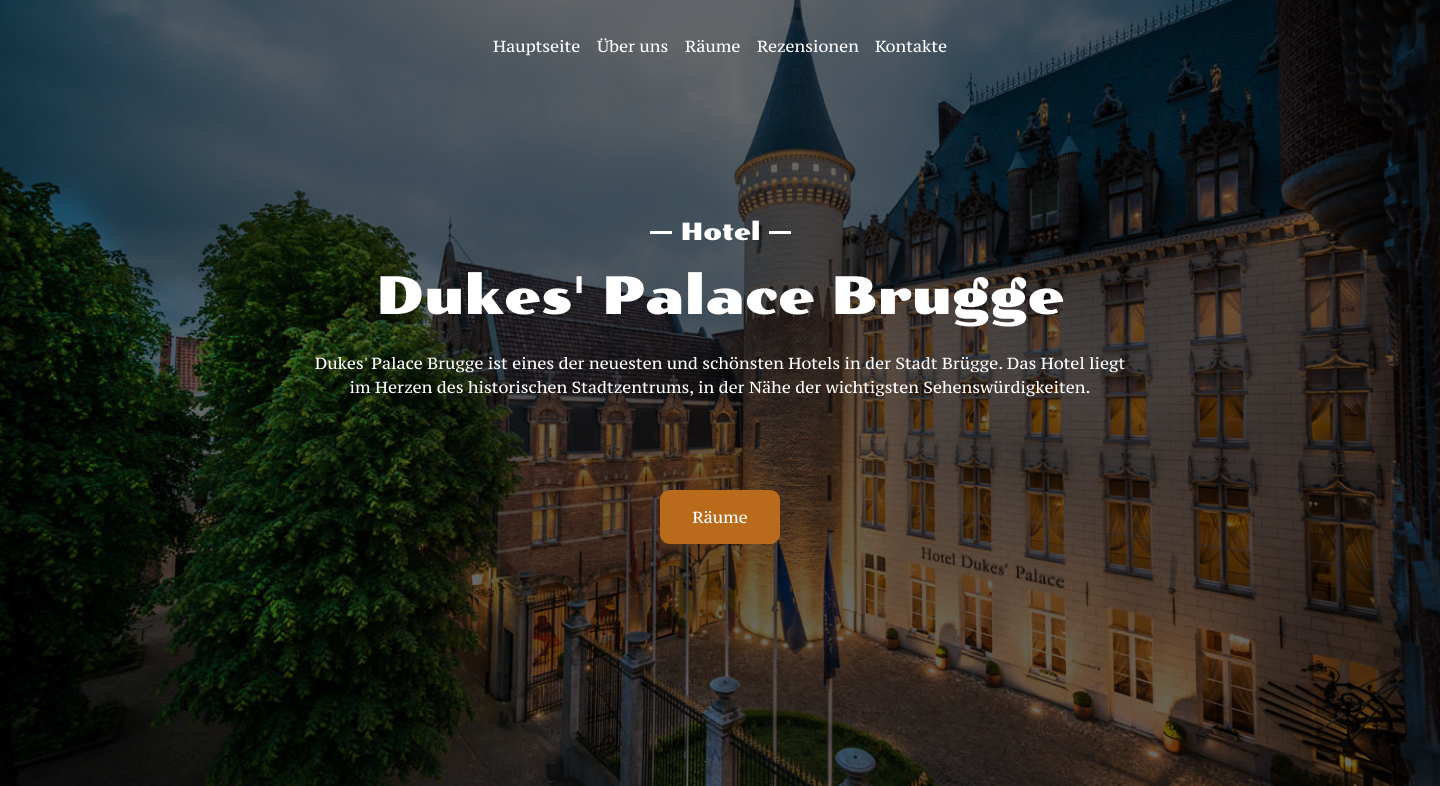 Hauptseite Über uns Räume Rezensionen Kontakte
— Hotel —
Dukes' Palace Brugge
Dukes' Palace Brugge ist eines der neuesten und schönsten Hotels in der Stadt Brügge. Das Hotel liegt
im Herzen des historischen Stadtzentrums, in der Nähe der wichtigsten Sehenswürdigkeiten.
Räume
Hotel Dukes' Palace